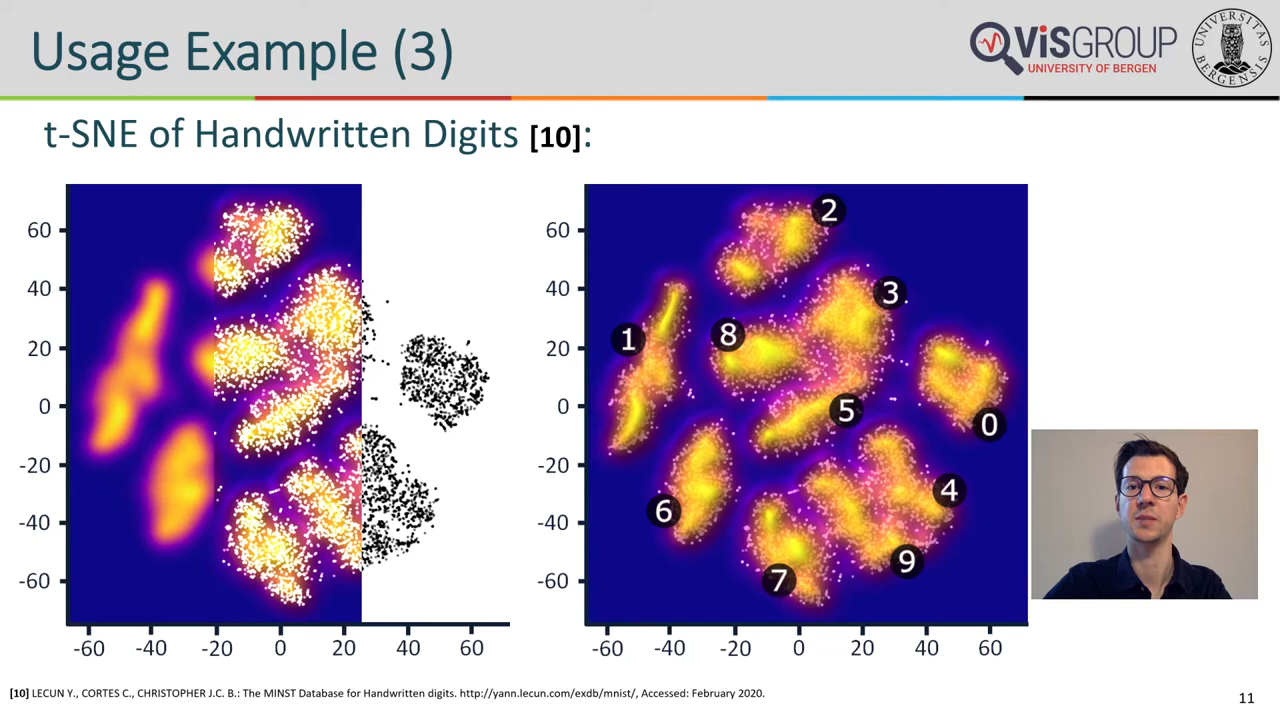 Usage Example (3)
ViSGROUP
UNIVERSITY OF BERGEN
UNIVERSITAS
BERGENSIS
t-SNE of Handwritten Digits [10]:
60
40
20
0
-20
-40
-60
-60 -40 -20 0 20 40 60
60
40
20
0
-20
-40
-60
-60 -40 -20 0 20 40 60
2
3
1
8
5
0
6
4
9
7
[10] LECUN Y., CORTES C., CHRISTOPHER J.C. B.: The MINST Database for Handwritten digits. http://yann.lecun.com/exdb/mnist/, Accessed: February 2020.
11